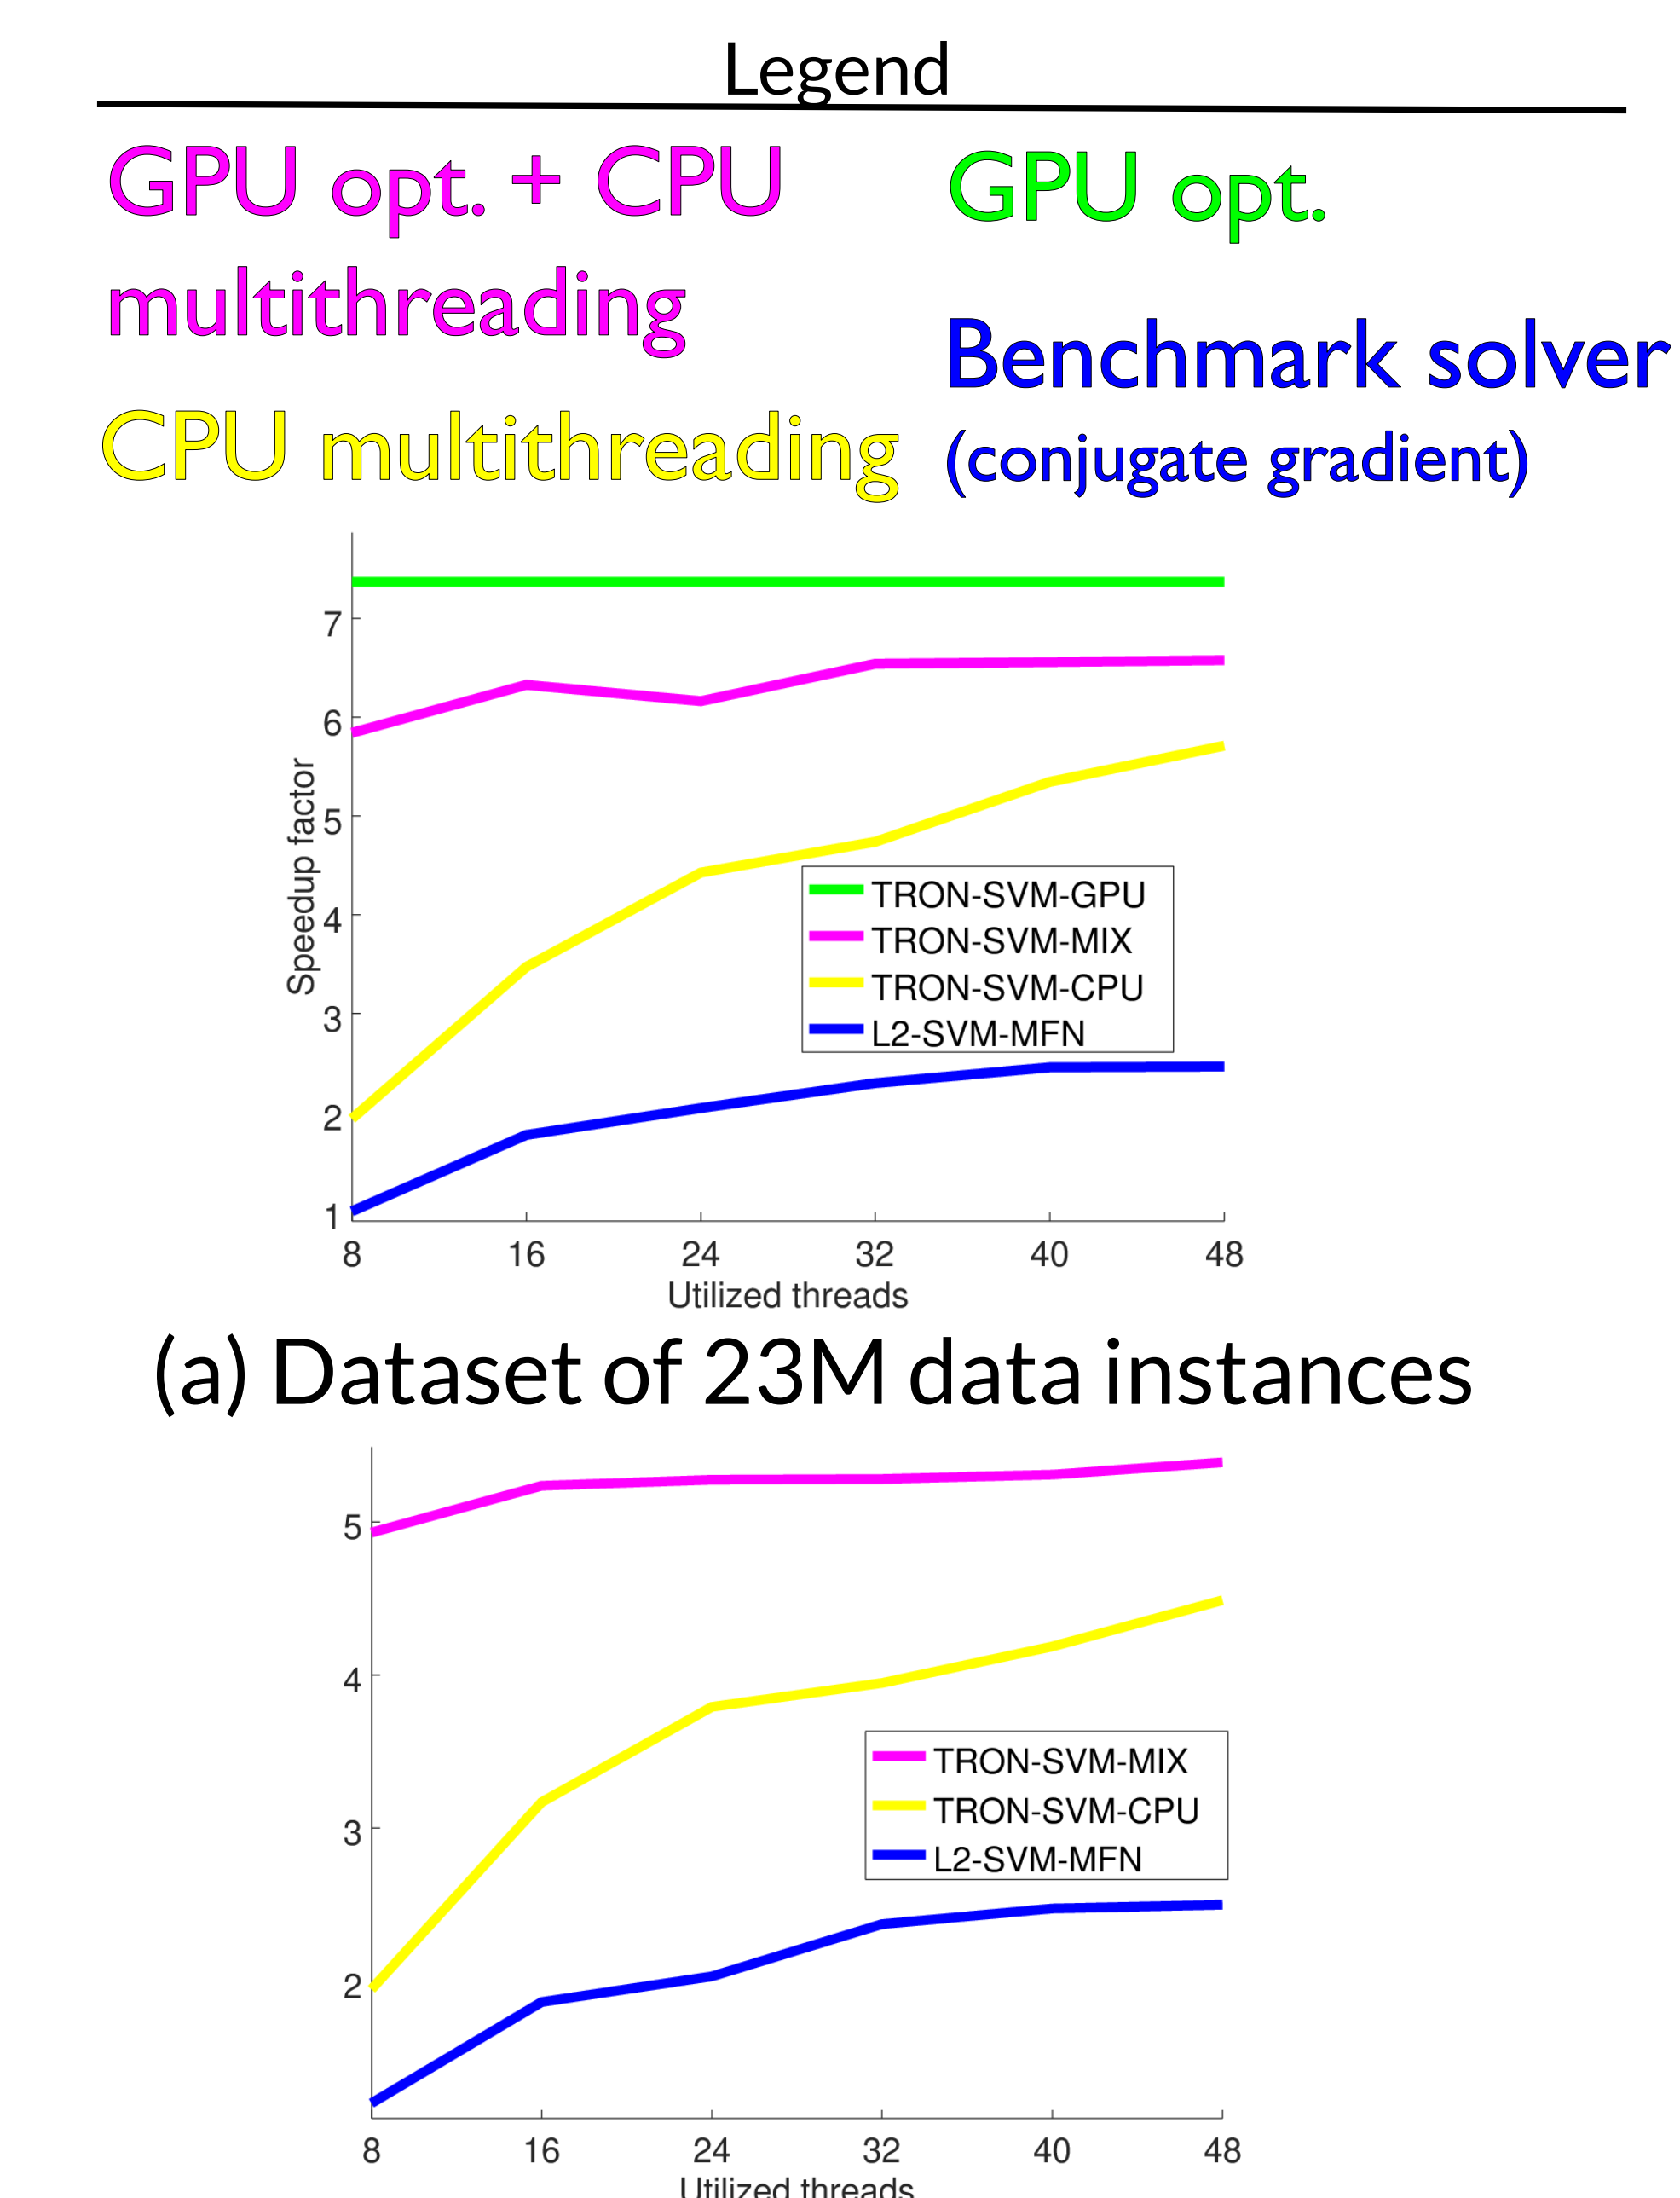 Legend
GPU opt. + CPU
multithreading
CPU multithreading
GPU opt.
Benchmark solver
(conjugate gradient)
7
6
5
4
3
2
1
Speedup factor
TRON-SVM-GPU
TRON-SVM-MIX
TRON-SVM-CPU
L2-SVM-MFN
8 16 24 32 40 48
Utilized threads
(a) Dataset of 23M data instances
5
4
3
2
TRON-SVM-MIX
TRON-SVM-CPU
L2-SVM-MFN
8 16 24 32 40 48
Utilized threads